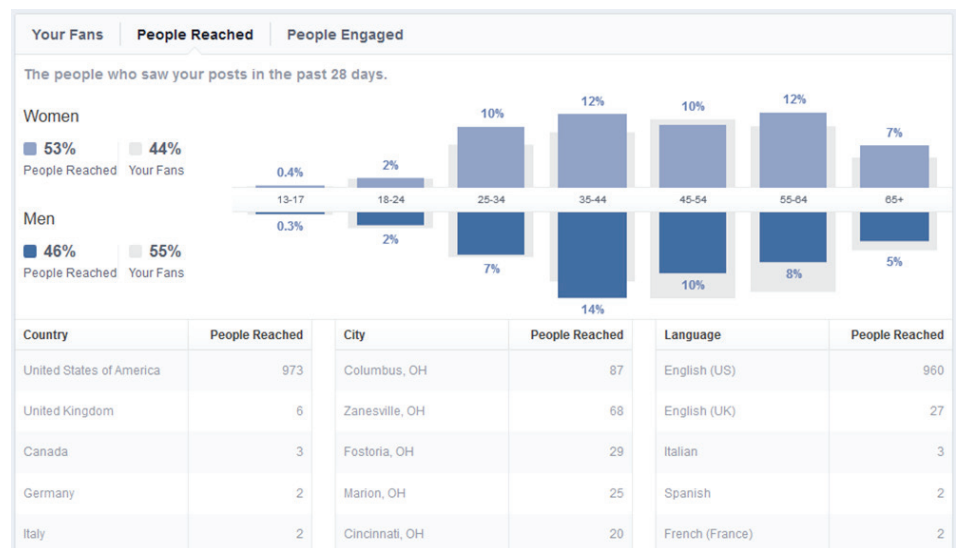 Your Fans People Reached People Engaged
The people who saw your posts in the past 28 days.
Women
53% 44%
People Reached Your Fans
0.4% 2% 10% 12% 10% 12% 7%
13-17 18-24 25-34 35-44 45-54 55-64 65+
Men
46% 55%
People Reached Your Fans
0.3% 2% 7% 14% 10% 8% 5%
Country People Reached City People Reached Language People Reached
United States of America 973 Columbus, OH 87 English (US) 960
United Kingdom 6 Zanesville, OH 68 English (UK) 27
Canada 3 Fostoria, OH 29 Italian 3
Germany 2 Marion, OH 25 Spanish 2
Italy 2 Cincinnati, OH 20 French (France) 2